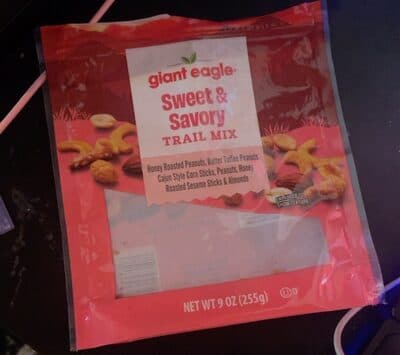 giant eagle
Sweet &
Savory
TRAIL MIX
Honey Roasted Peanuts, Butter Toffee Peanuts,
Cajun Style Corn Sticks, Peanuts, Honey
Roasted Sesame Sticks & Almonds
NET WT 9 OZ (255g)